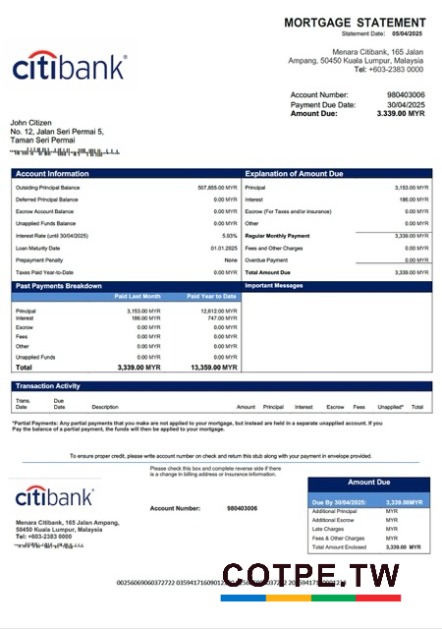 MORTGAGE STATEMENT
Statement Date: 05/04/2025
citibank®
Menara Citibank, 165 Jalan
Ampang, 50450 Kuala Lumpur, Malaysia
Tel: +603-2383 0000
Account Number: 980403006
Payment Due Date: 30/04/2025
Amount Due: 3.339.00 MYR
John Citizen
No. 12, Jalan Seri Permai 5,
Taman Seri Permai
Account Information
Outsiding Principal Balance 507,855.00 MYR
Deferred Principal Balance 0.00 MYR
Escrow Account Balance 0.00 MYR
Unapplied Funds Balance 0.00 MYR
Interest Rate (until 30/04/2025) 5.93%
Loan Maturity Date 01.01.2025
Prepayment Penalty None
Taxes Paid Year-to-Date 0.00 MYR
Explanation of Amount Due
Principal 3,153.00 MYR
Interest 186.00 MYR
Escrow (For Taxes and/or insurance) 0.00 MYR
Other 0.00 MYR
Regular Monthly Payment 3,339.00 MYR
Fees and Other Charges 0.00 MYR
Overdue Payment 0.00 MYR
Total Amount Due 3,339.00 MYR
Past Payments Breakdown
Paid Last Month Paid Year to Date
Principal 3,153.00 MYR 12,612.00 MYR
Interest 186.00 MYR 747.00 MYR
Escrow 0.00 MYR 0.00 MYR
Fees 0.00 MYR 0.00 MYR
Other 0.00 MYR 0.00 MYR
Unapplied Funds 0.00 MYR 0.00 MYR
Total 3,339.00 MYR 13,359.00 MYR
Important Messages
Transaction Activity
Trans. Date Due Date Description Amount Principal Interest Escrow Fees Unapplied* Total
*Partial Payments: Any partial payments that you make are not applied to your mortgage, but instead are held in a separate unapplied account. If you
Pay the balance of a partial payment, the funds will then be applied to your mortgage.
To ensure proper credit, please write account number on check and return this stub along with your payment in envelope provided.
Please check this box and complete reverse side if there
is a change in billing address or insurance information.
citibank®
Menara Citibank, 165 Jalan Ampang,
50450 Kuala Lumpur, Malaysia
Tel: +603-2383 0000
Account Number: 980403006
Amount Due
Due By 30/04/2025: 3,339.00MYR
Additional Principal MYR
Additional Escrow MYR
Late Charges MYR
Fees & Other Charges MYR
Total Amount Enclosed 3,339.00 MYR
COTPE.TW